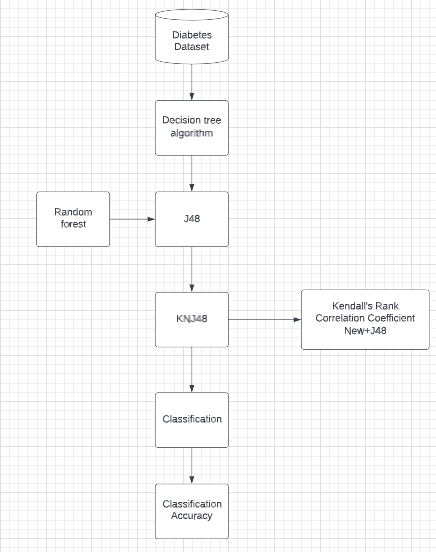 Diabetes
Dataset
Decision tree
algorithm
Random
forest
J48
KNJ48
Kendall's Rank
Correlation Coefficient
New+J48
Classification
Classification
Accuracy